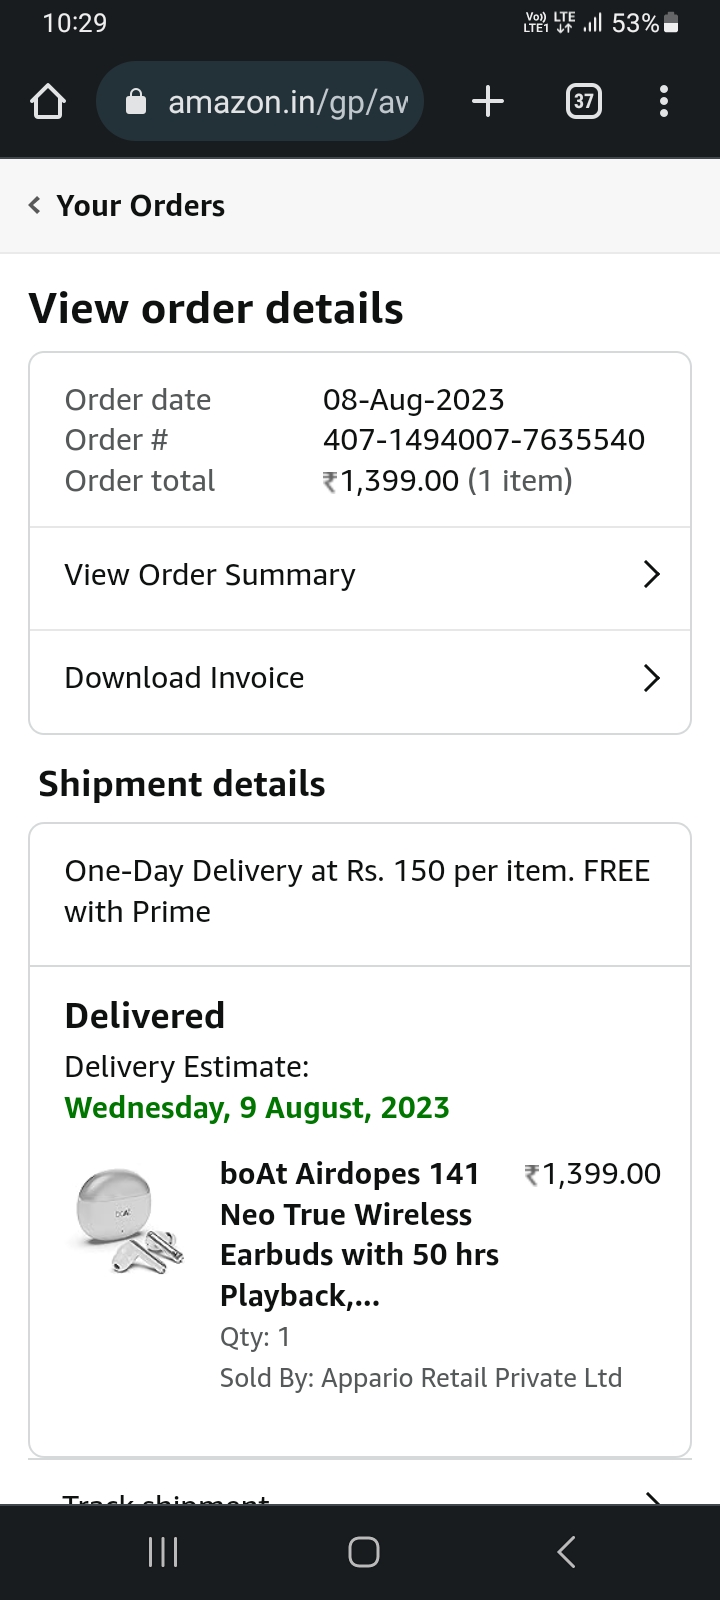 10:29
Vo)) LTE
LTE1
53%
amazon.in/gp/av
37
Your Orders
View order details
Order date 08-Aug-2023
Order # 407-1494007-7635540
Order total ₹1,399.00 (1 item)
View Order Summary
Download Invoice
Shipment details
One-Day Delivery at Rs. 150 per item. FREE
with Prime
Delivered
Delivery Estimate:
Wednesday, 9 August, 2023
boAt Airdopes 141 ₹1,399.00
Neo True Wireless
Earbuds with 50 hrs
Playback,...
Qty: 1
Sold By: Appario Retail Private Ltd
boAt
Track shipment